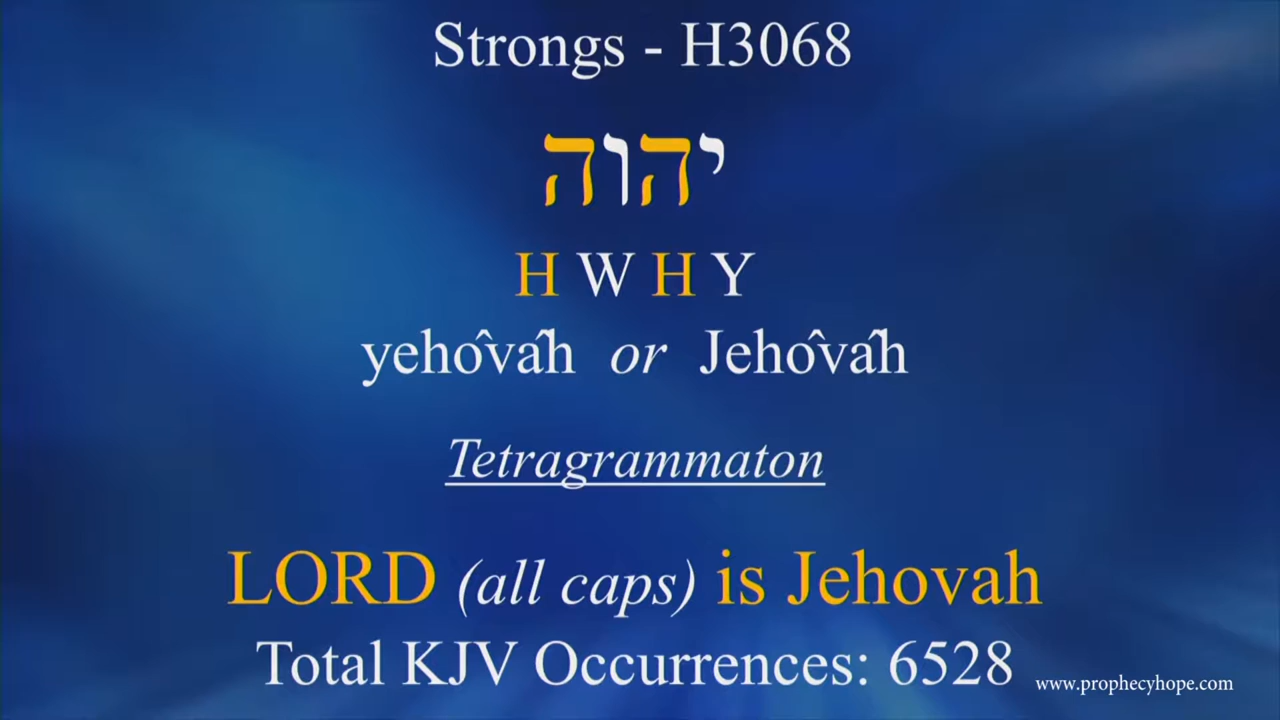 Strongs - H3068
יהוה
H W H Y
yehôvâh or Jehôvâh
Tetragrammaton
LORD (all caps) is Jehovah
Total KJV Occurrences: 6528
www.prophecyhope.com